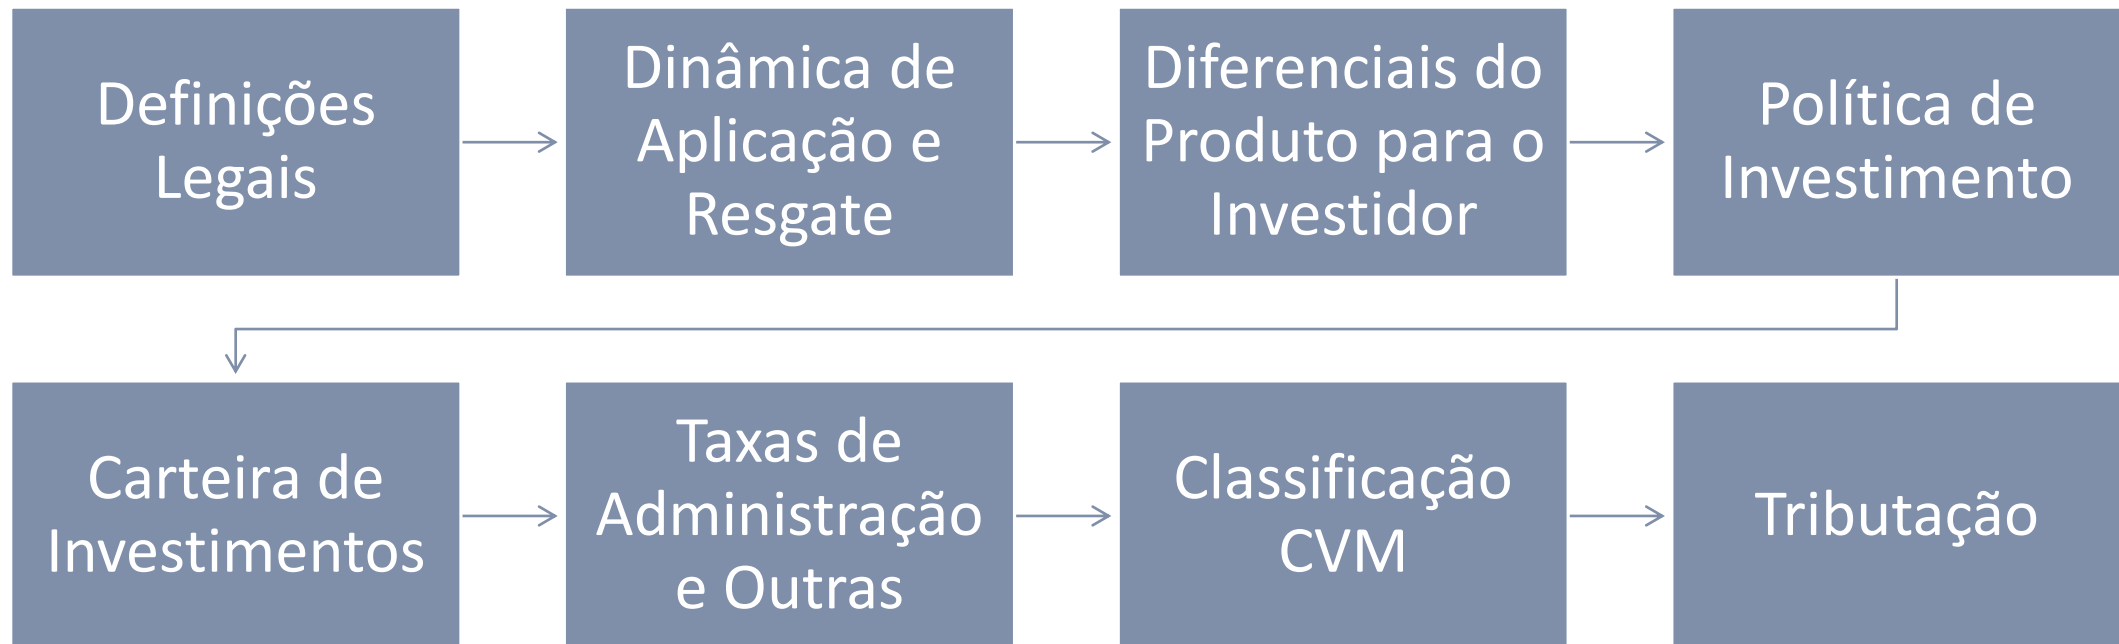 Definições
Legais
Dinâmica de
Aplicação e
Resgate
Diferenciais do
Produto para o
Investidor
Política de
Investimento
Carteira de
Investimentos
Taxas de
Administração
e Outras
Classificação
CVM
Tributação